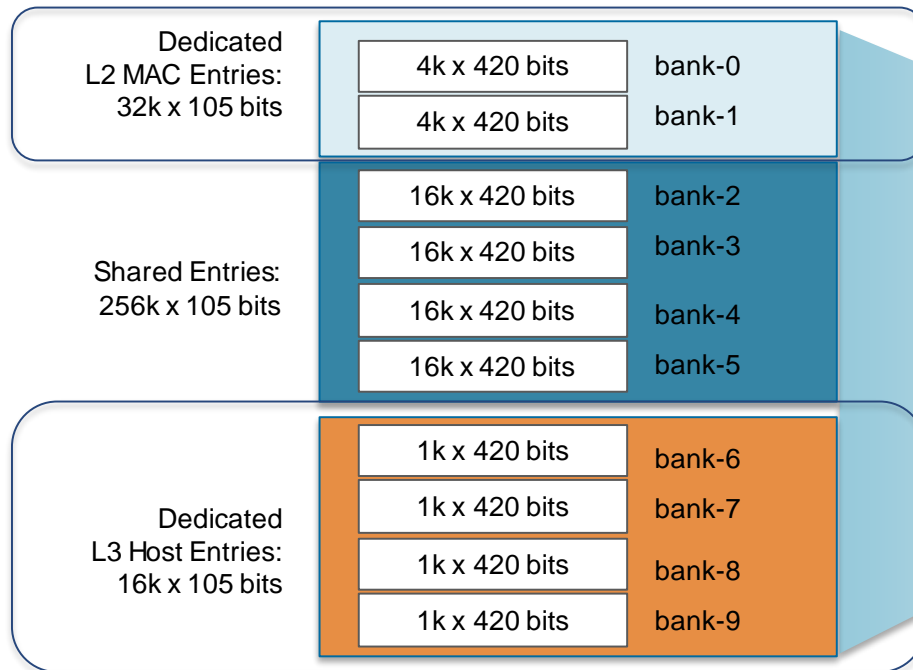 Dedicated
L2 MAC Entries:
32k x 105 bits
4k x 420 bits bank-0
4k x 420 bits bank-1
Shared Entries:
256k x 105 bits
16k x 420 bits bank-2
16k x 420 bits bank-3
16k x 420 bits bank-4
16k x 420 bits bank-5
Dedicated
L3 Host Entries:
16k x 105 bits
1k x 420 bits bank-6
1k x 420 bits bank-7
1k x 420 bits bank-8
1k x 420 bits bank-9